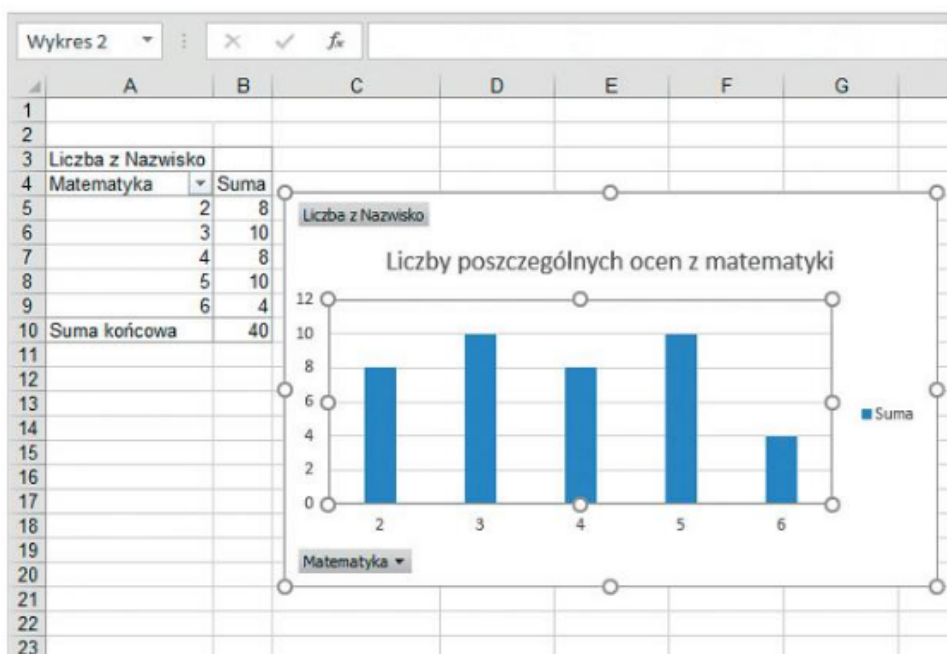 Wykres 2 fx
A B C D E F G
1
2
3 Liczba z Nazwisko
4 Matematyka Suma
5 2 8
6 3 10
7 4 8
8 5 10
9 6 4
10 Suma końcowa 40
11
12
13
14
15
16
17
18
19
20
21
22
23
Liczba z Nazwisko
Liczby poszczególnych ocen z matematyki
12
10
8
6
4
2
0
2 3 4 5 6
Suma
Matematyka